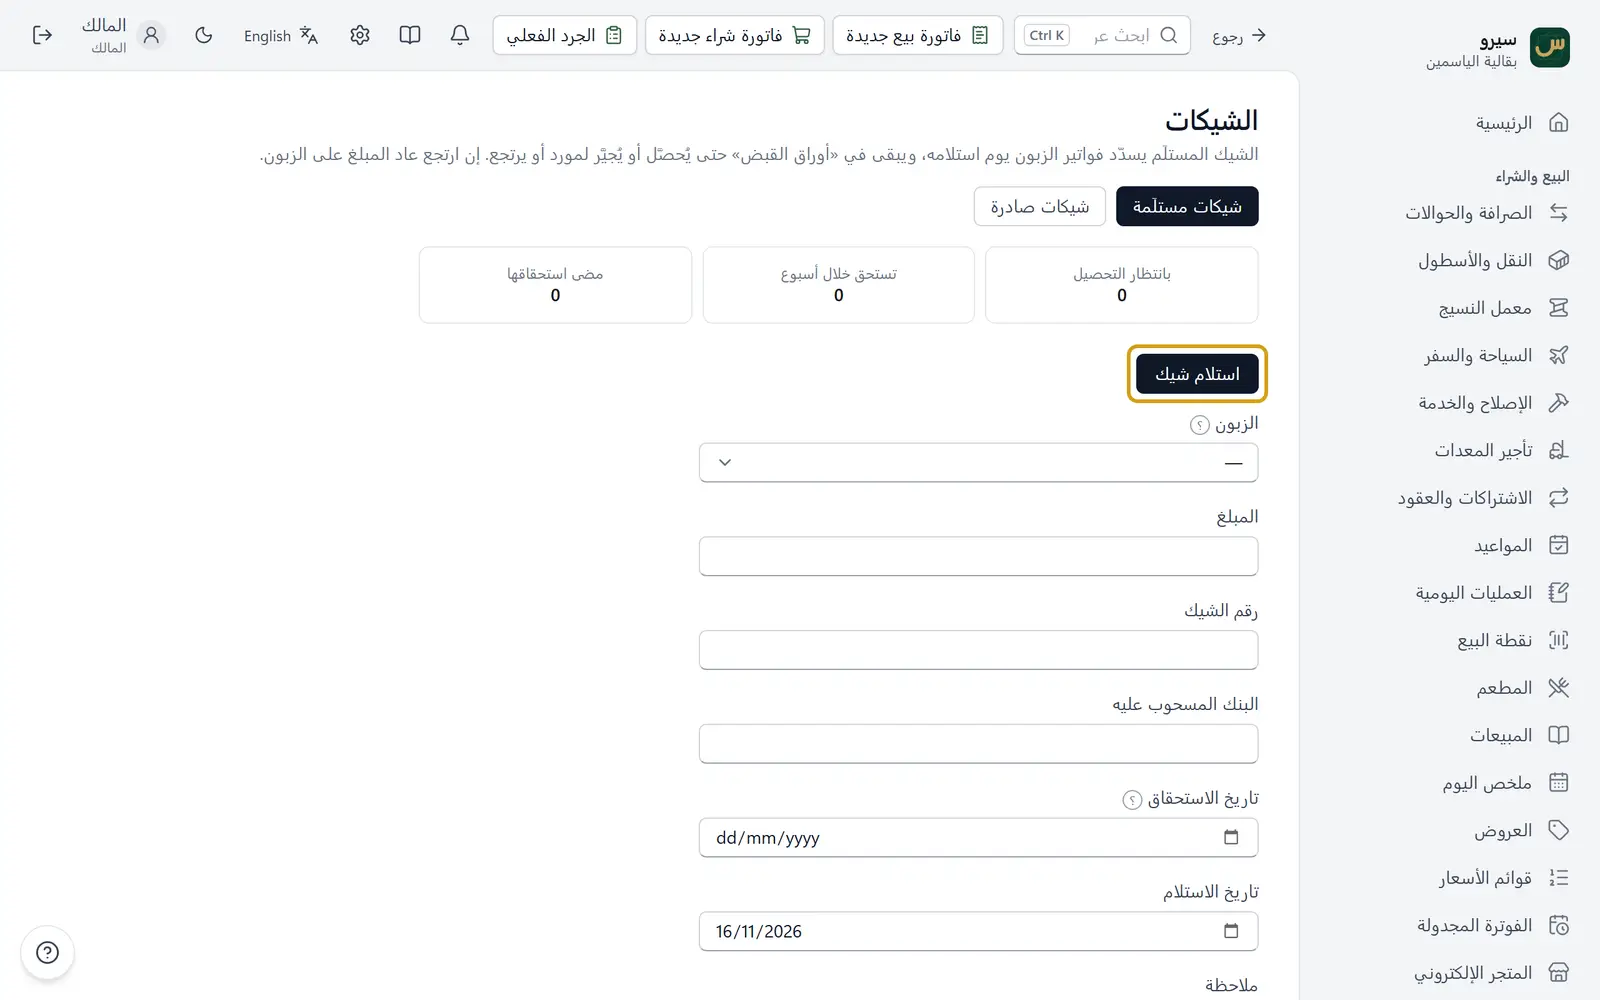 سيرو
بقالية الياسمين
رجوع
ابحث عر
Ctrl K
فاتورة بيع جديدة
فاتورة شراء جديدة
الجرد الفعلي
English
المالك
المالك
الرئيسية
البيع والشراء
الصرافة والحوالات
النقل والأسطول
معمل النسيج
السياحة والسفر
الإصلاح والخدمة
تأجير المعدات
الاشتراكات والعقود
المواعيد
العمليات اليومية
نقطة البيع
المطعم
المبيعات
ملخص اليوم
العروض
قوائم الأسعار
الفوترة المجدولة
المتجر الإلكتروني
الشيكات
الشيك المستلَم يسدّد فواتير الزبون يوم استلامه، ويبقى في «أوراق القبض» حتى يُحصَّل أو يُجيَّر لمورد أو يرتجع. إن ارتجع عاد المبلغ على الزبون.
شيكات مستلَمة
شيكات صادرة
بانتظار التحصيل
0
تستحق خلال أسبوع
0
مضى استحقاقها
0
استلام شيك
الزبون ؟
—
المبلغ
رقم الشيك
البنك المسحوب عليه
تاريخ الاستحقاق ؟
dd/mm/yyyy
تاريخ الاستلام
16/11/2026
ملاحظة